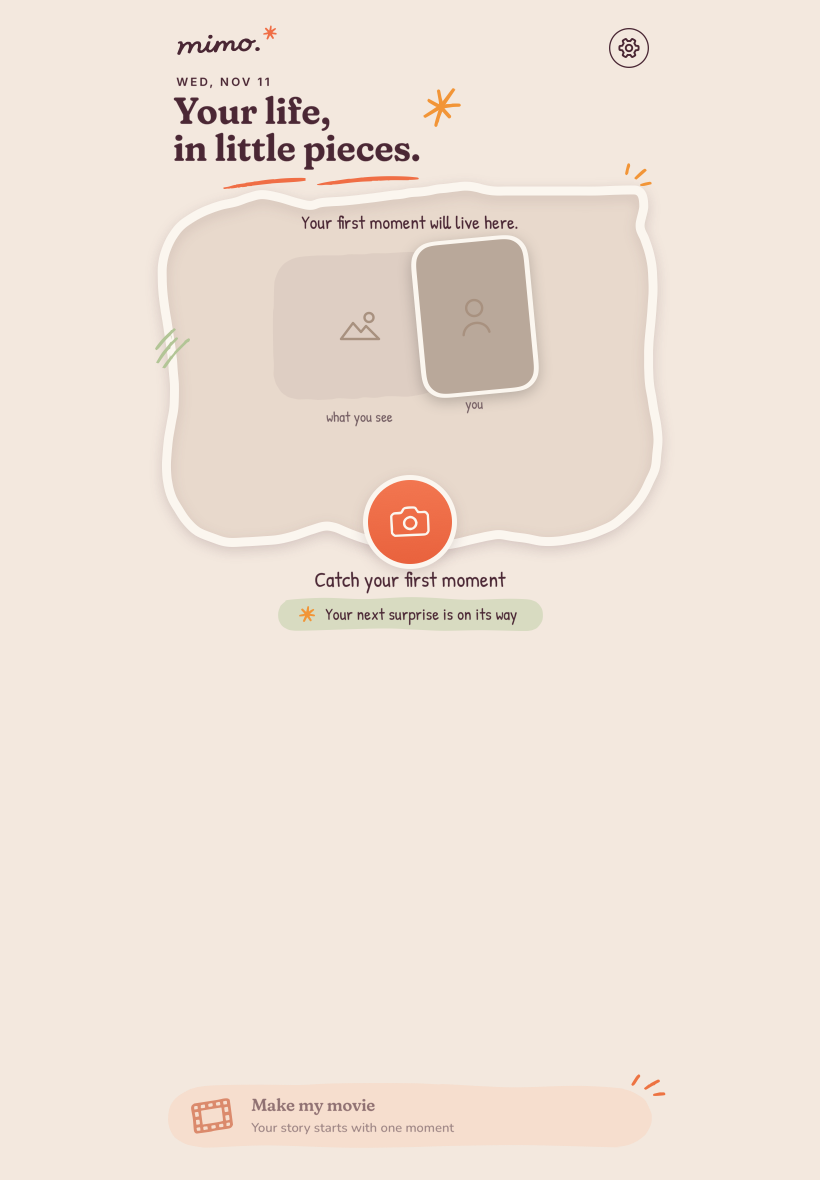 mimo.
WED, NOV 11
Your life,
in little pieces.
Your first moment will live here.
what you see
you
Catch your first moment
Your next surprise is on its way
Make my movie
Your story starts with one moment